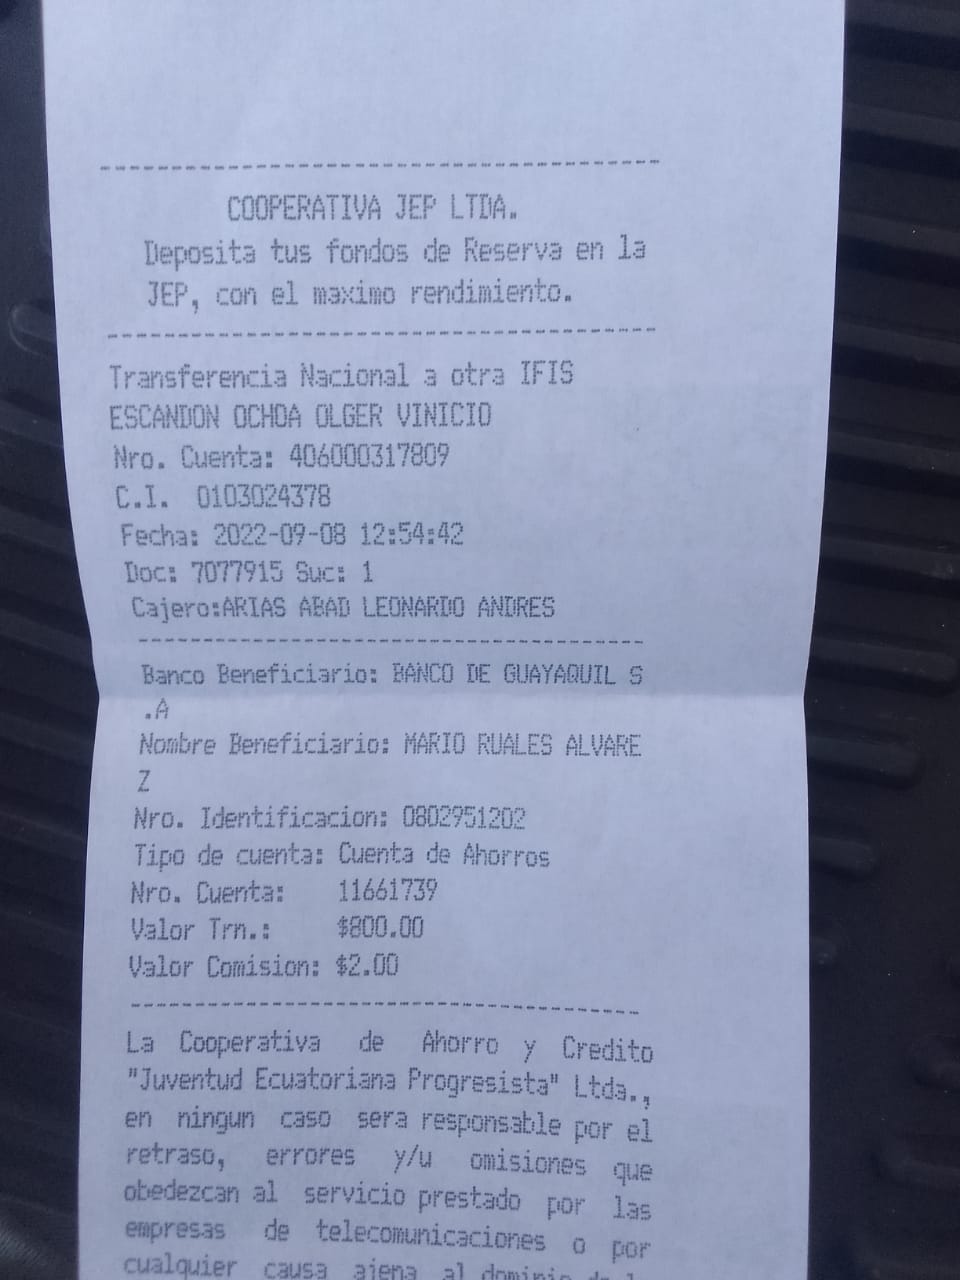 COOPERATIVA JEP LTDA.
Deposita tus fondos de Reserva en la
JEP, con el maximo rendimiento.
Transferencia Nacional a otra IFIS
ESCANDON OCHOA OLGER VINICIO
Nro. Cuenta: 406000317809
C.I. 0103024378
Fecha: 2022-09-08 12:54:42
Doc: 7077915 Suc: 1
Cajero:ARIAS ABAD LEONARDO ANDRES
Banco Beneficiario: BANCO DE GUAYAQUIL S
.A
Nombre Beneficiario: MARIO RUALES ALVARE
Z
Nro. Identificacion: 0802951202
Tipo de cuenta: Cuenta de Ahorros
Nro. Cuenta: 11661739
Valor Trn.: $800.00
Valor Comision: $2.00
La Cooperativa de Ahorro y Credito
"Juventud Ecuatoriana Progresista" Ltda.,
en ningun caso sera responsable por el
retraso, errores y/u omisiones que
obedezcan al servicio prestado por las
empresas de telecomunicaciones o por
cualquier causa ajena al dominio